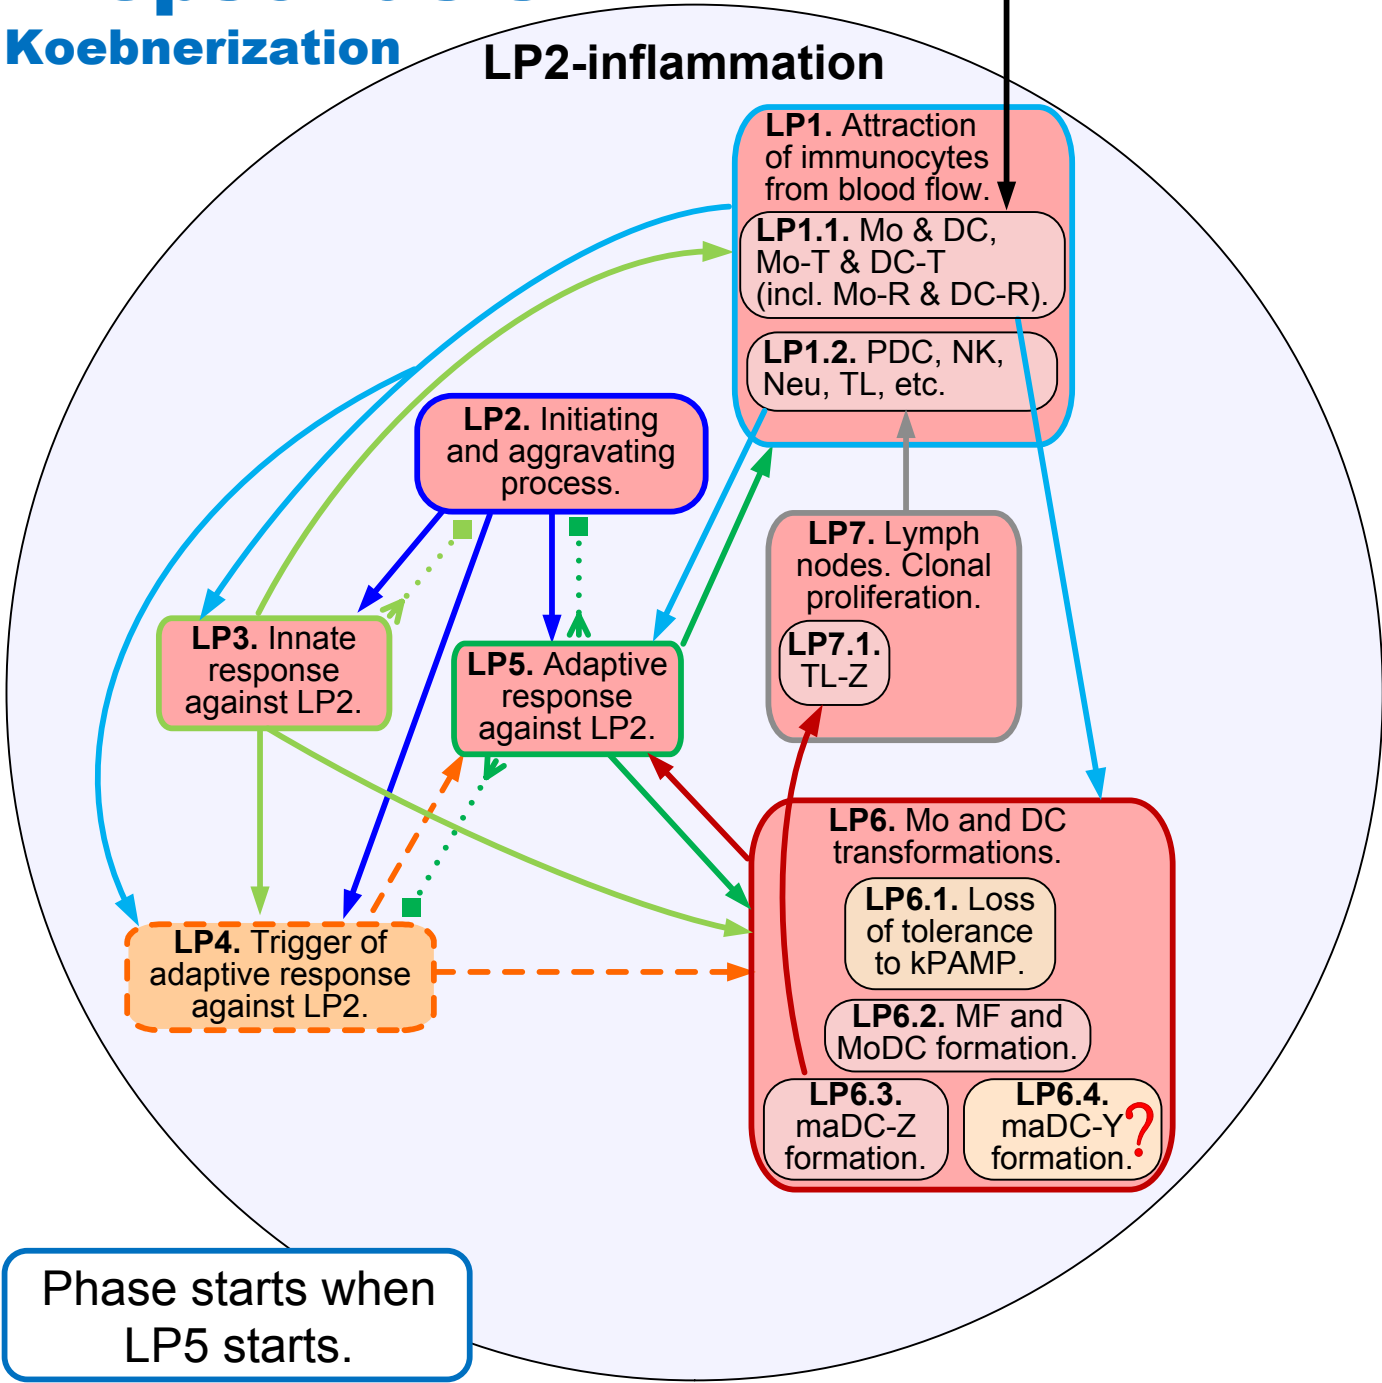 Koebnerization
LP2-inflammation
LP1. Attraction
of immunocytes
from blood flow.
LP1.1. Mo & DC,
Mo-T & DC-T
(incl. Mo-R & DC-R).
LP1.2. PDC, NK,
Neu, TL, etc.
LP2. Initiating
and aggravating
process.
LP7. Lymph
nodes. Clonal
proliferation.
LP7.1.
TL-Z
LP3. Innate
response
against LP2.
LP5. Adaptive
response
against LP2.
LP4. Trigger of
adaptive response
against LP2.
LP6. Mo and DC
transformations.
LP6.1. Loss
of tolerance
to kPAMP.
LP6.2. MF and
MoDC formation.
LP6.3.
maDC-Z
formation.
LP6.4.
maDC-Y
formation.
?
Phase starts when
LP5 starts.